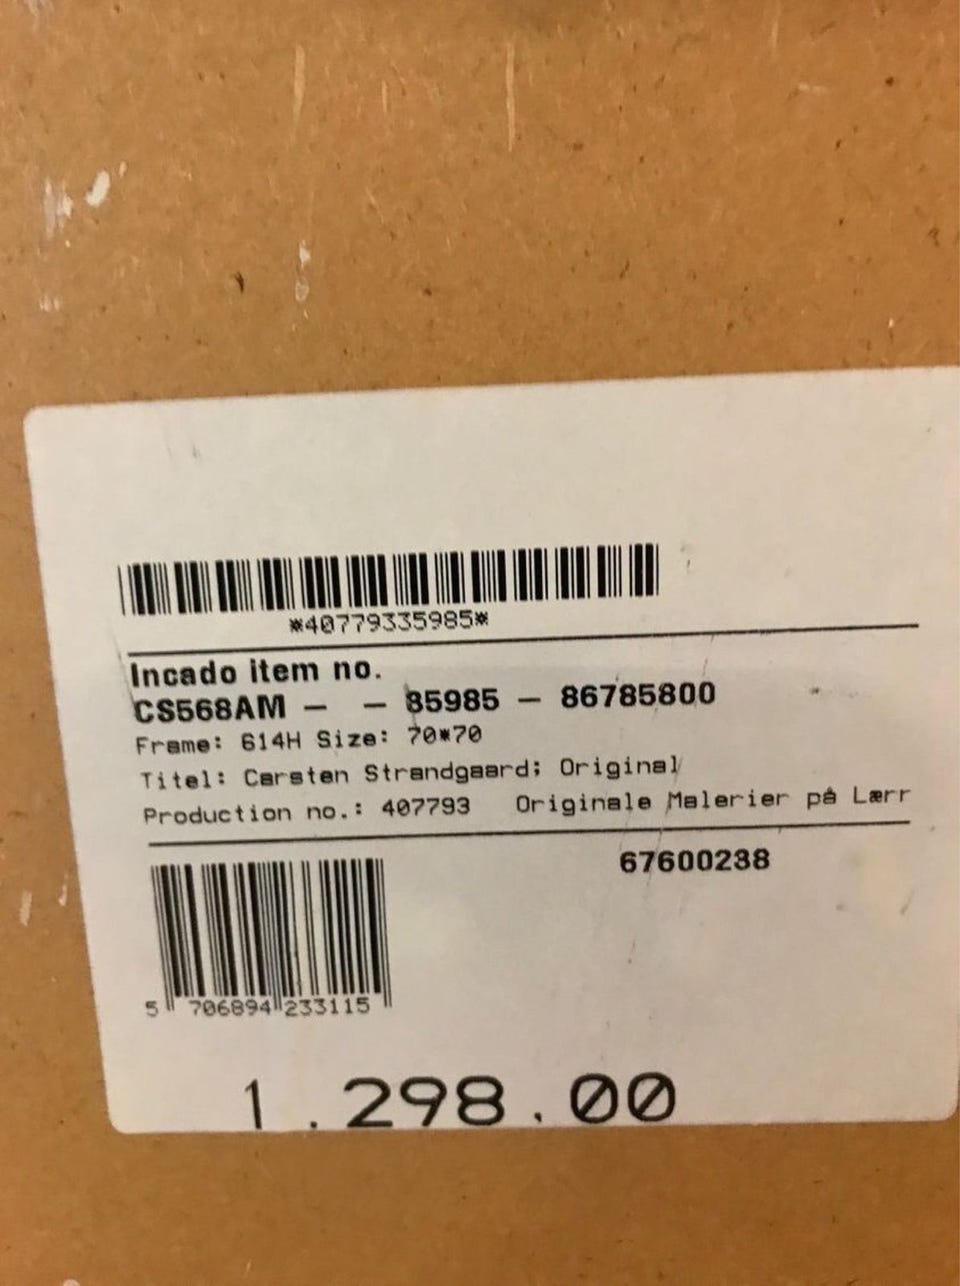 *40779335985*
Incado item no.
CS568AM - - 85985 - 86785800
Frame: 614H Size: 70*70
Titel: Carsten Strandgaard; Original
Production no.: 407793 Originale Malerier på Lærr
67600238
5 706894 233115
1.298.00